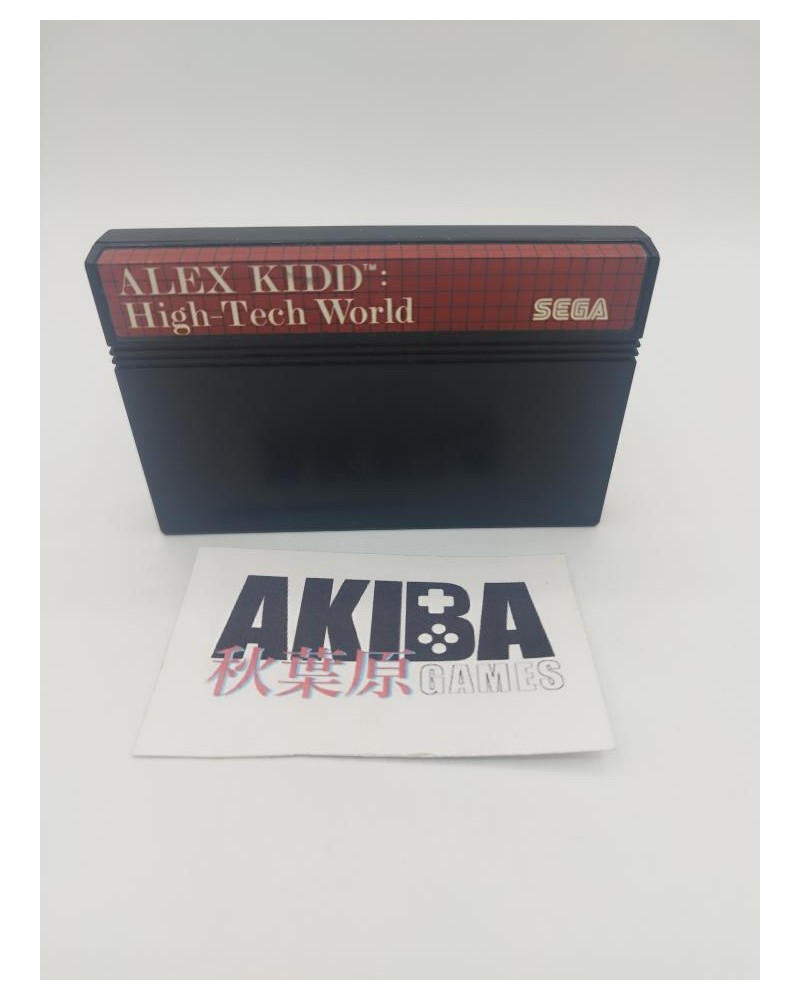 ALEX KIDD™:
High-Tech World
SEGA
AKIBA
秋葉原
GAMES